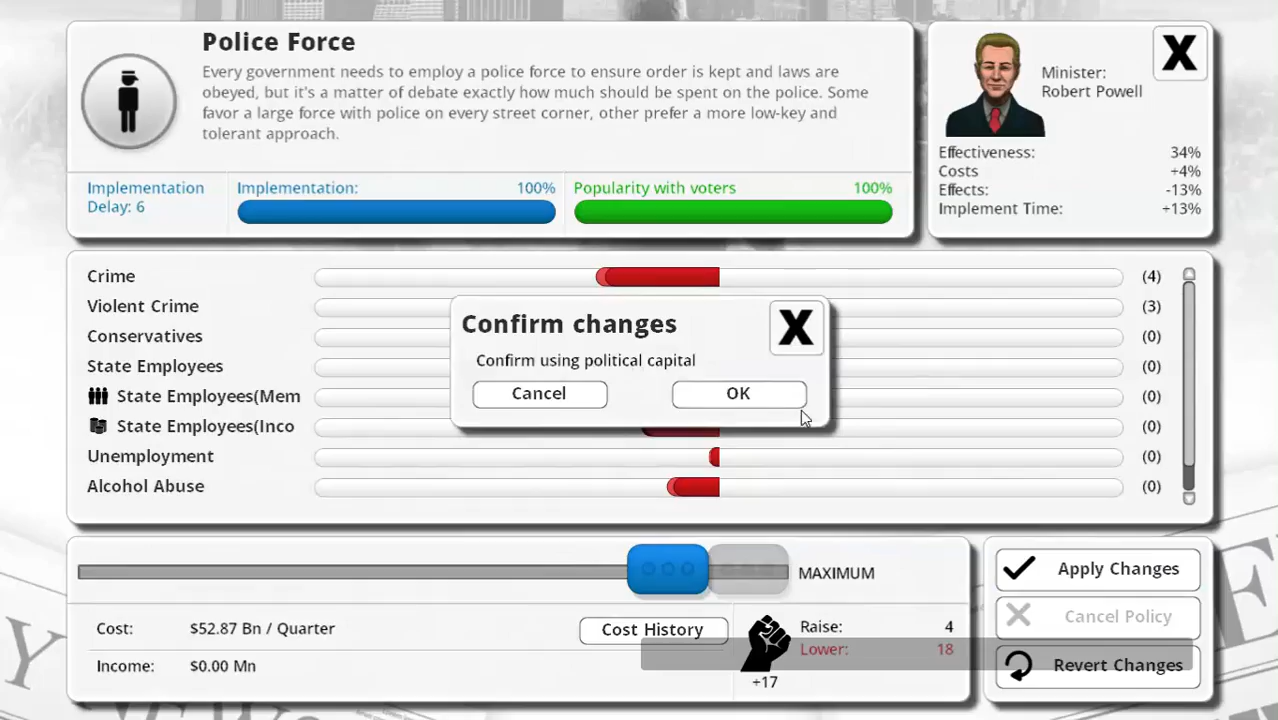 Police Force
Every government needs to employ a police force to ensure order is kept and laws are
obeyed, but it's a matter of debate exactly how much should be spent on the police. Some
favor a large force with police on every street corner, other prefer a more low-key and
tolerant approach.
Implementation
Delay: 6
Implementation: 100%
Popularity with voters 100%
X
Minister:
Robert Powell
Effectiveness: 34%
Costs +4%
Effects: -13%
Implement Time: +13%
Crime (4)
Violent Crime (3)
Conservatives (0)
State Employees (0)
State Employees(Mem (0)
State Employees(Inco (0)
Unemployment (0)
Alcohol Abuse (0)
Confirm changes
X
Confirm using political capital
Cancel OK
MAXIMUM
Cost: $52.87 Bn / Quarter
Cost History
Income: $0.00 Mn
Raise: 4
Lower: 18
+17
Apply Changes
Cancel Policy
Revert Changes